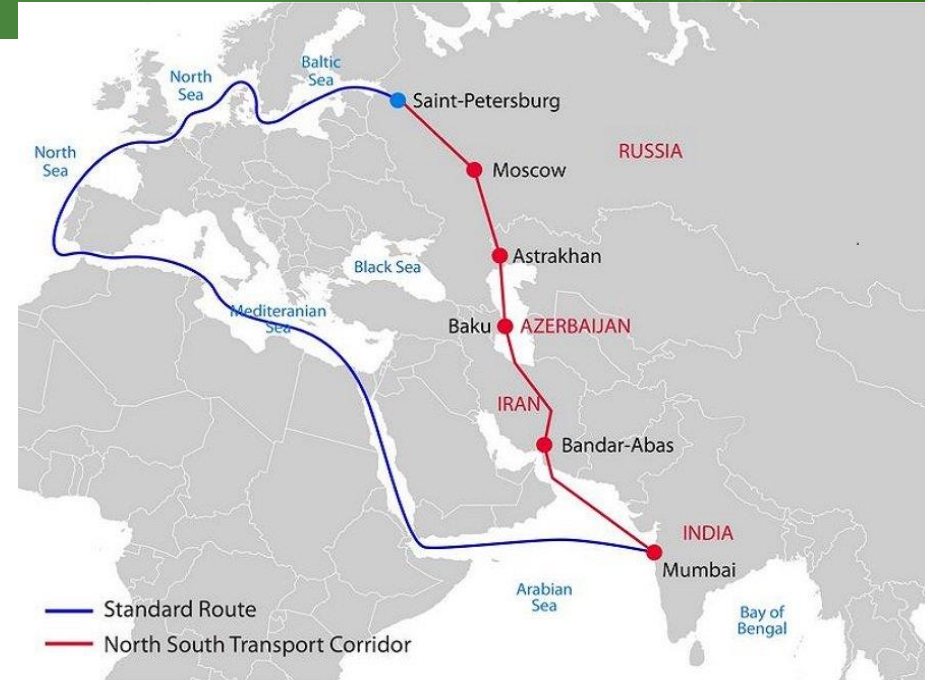 Baltic
Sea
North
Sea
Saint-Petersburg
North
Sea
RUSSIA
Moscow
Astrakhan
Black Sea
Mediteranian
Sea
Baku
AZERBAIJAN
IRAN
Bandar-Abas
INDIA
Mumbai
Arabian
Sea
Bay of
Bengal
Standard Route
North South Transport Corridor